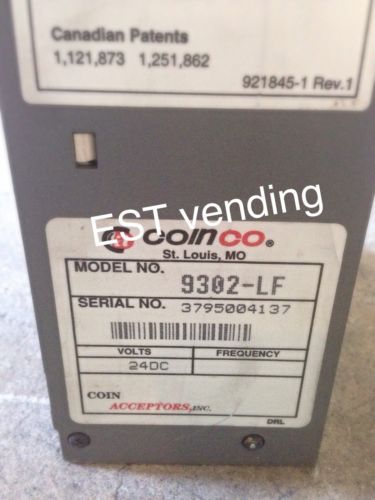 Canadian Patents
1,121,873 1,251,862
921845-1 Rev.1
EST vending
coinco®
St. Louis, MO
MODEL NO. 9302-LF
SERIAL NO. 3795004137
VOLTS FREQUENCY
24DC
COIN
ACCEPTORS, INC.
DRL